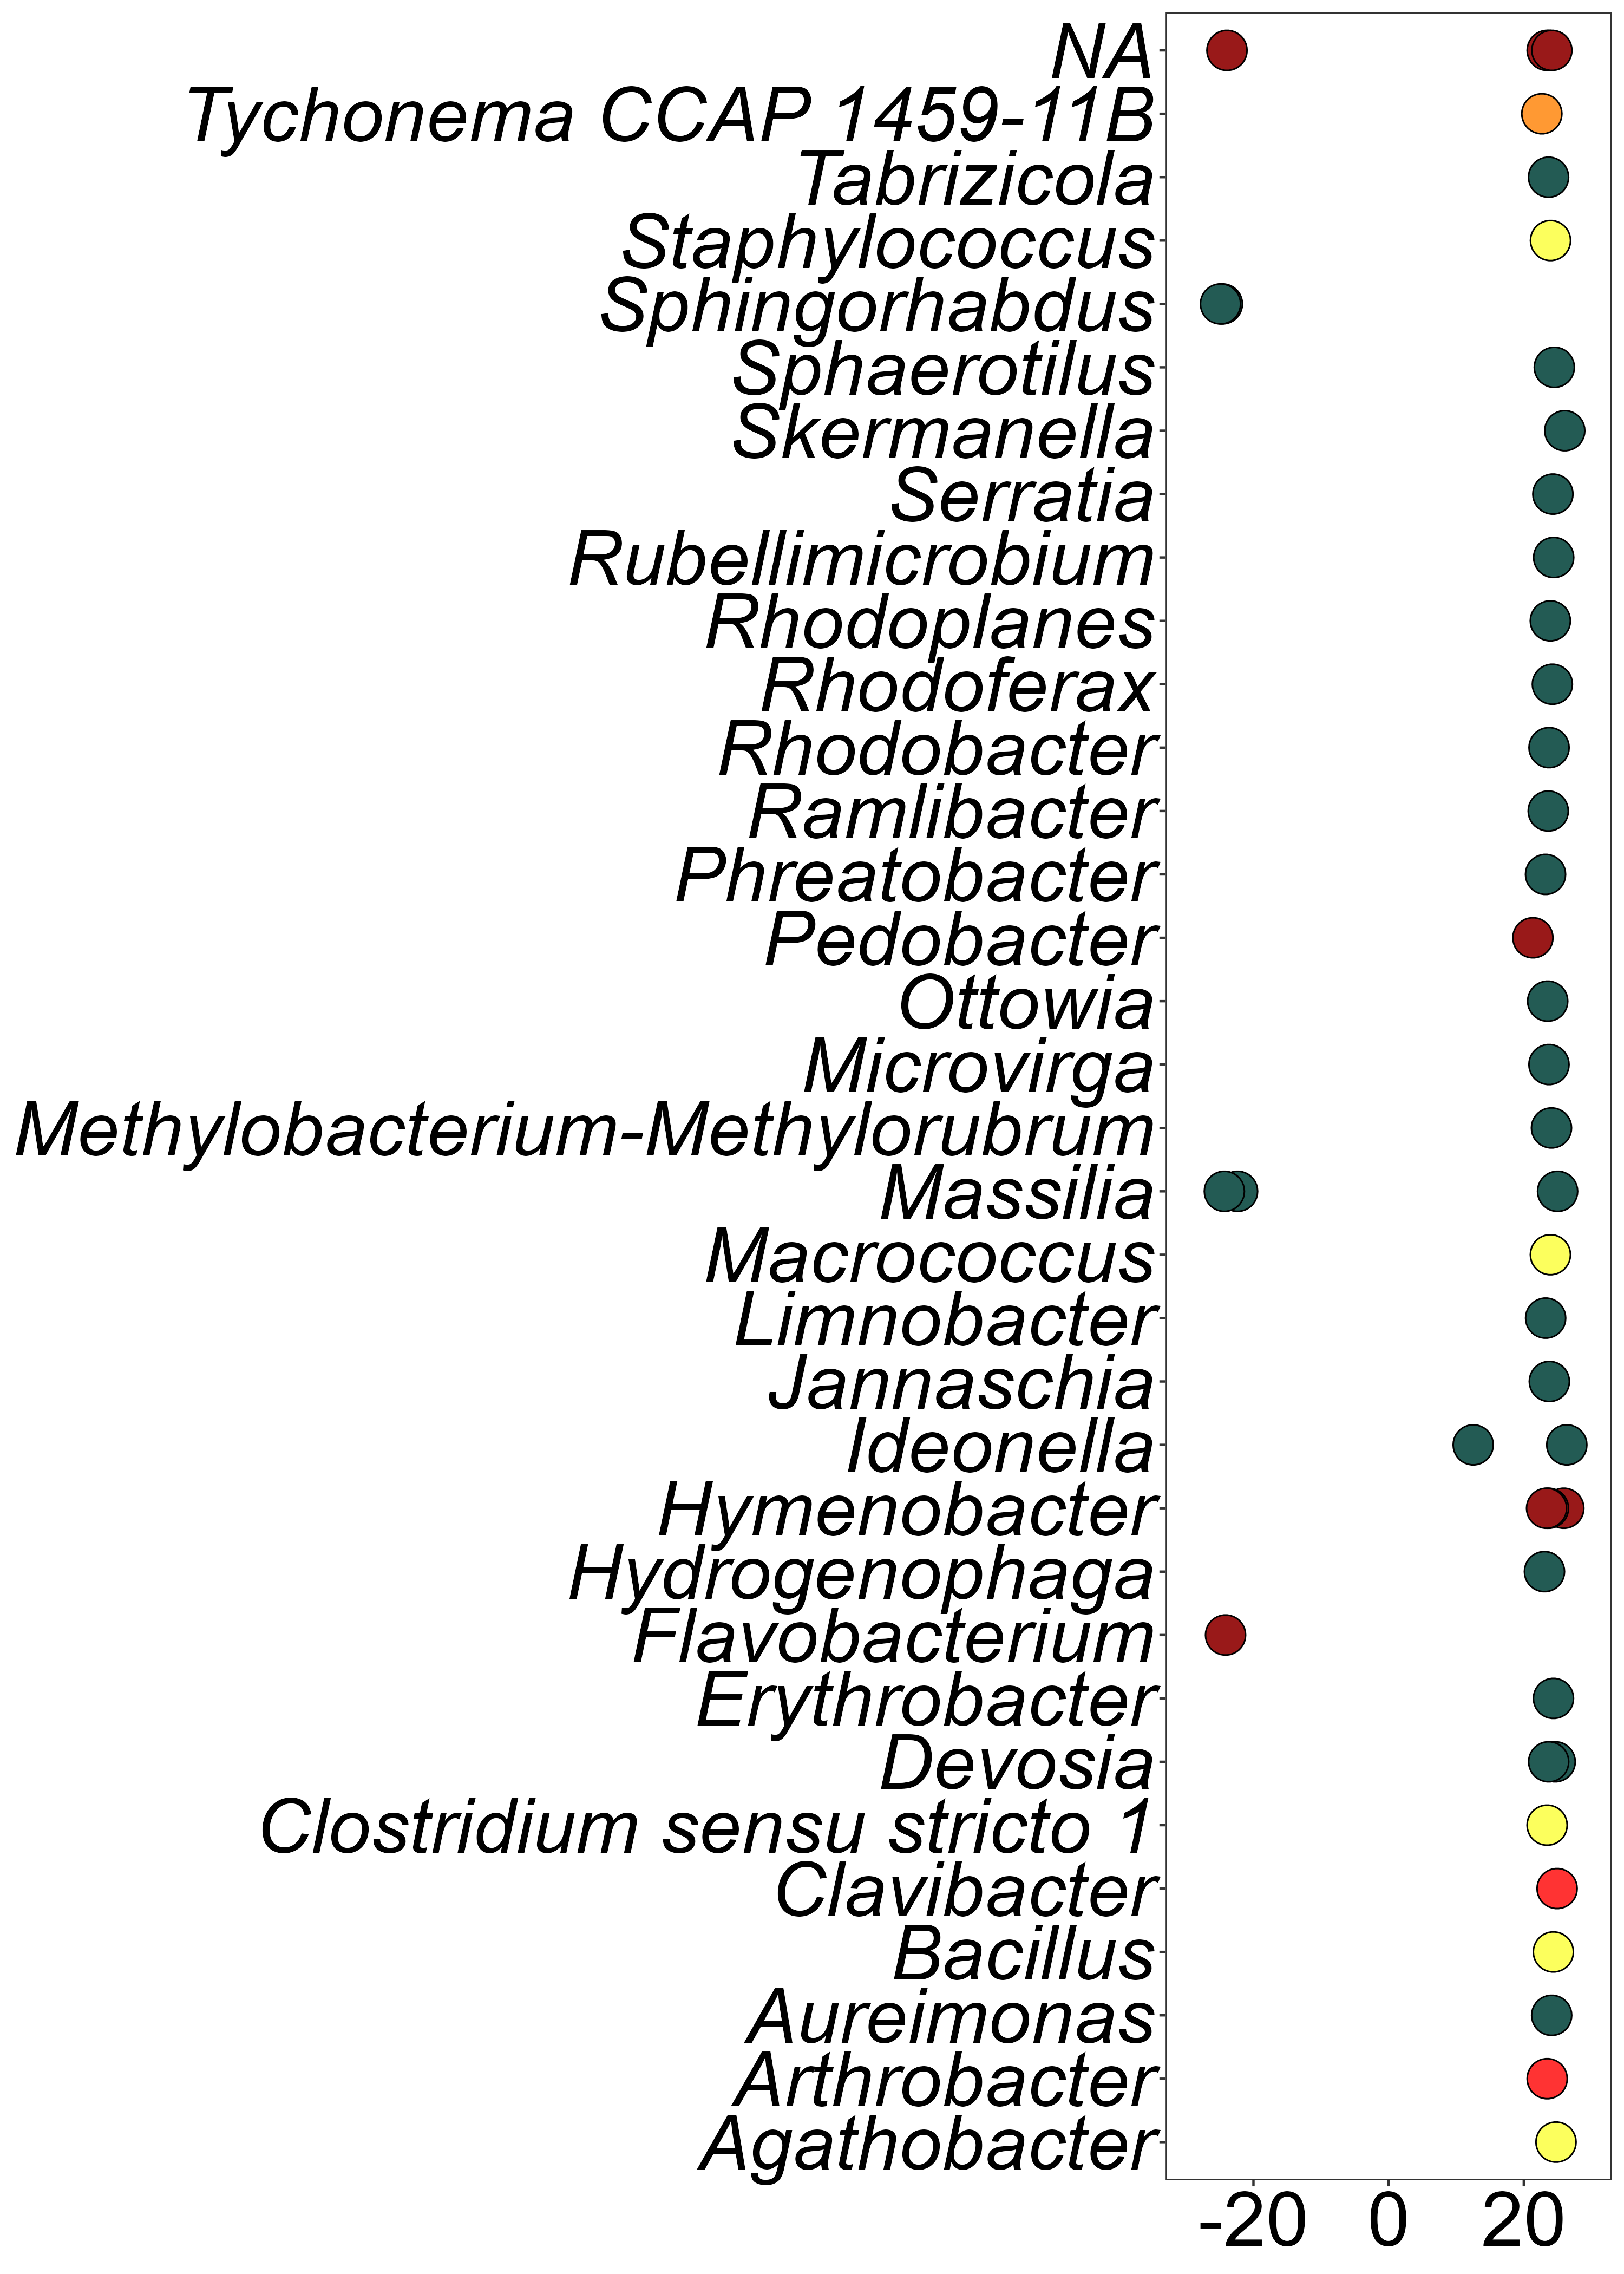 NA
Tychonema CCAP 1459-11B
Tabrizicola
Staphylococcus
Sphingorhabdus
Sphaerotilus
Skermanella
Serratia
Rubellimicrobium
Rhodoplanes
Rhodoferax
Rhodobacter
Ramlibacter
Phreatobacter
Pedobacter
Ottowia
Microvirga
Methylobacterium-Methylorubrum
Massilia
Macrococcus
Limnobacter
Jannaschia
Ideonella
Hymenobacter
Hydrogenophaga
Flavobacterium
Erythrobacter
Devosia
Clostridium sensu stricto 1
Clavibacter
Bacillus
Aureimonas
Arthrobacter
Agathobacter
-20 0 20